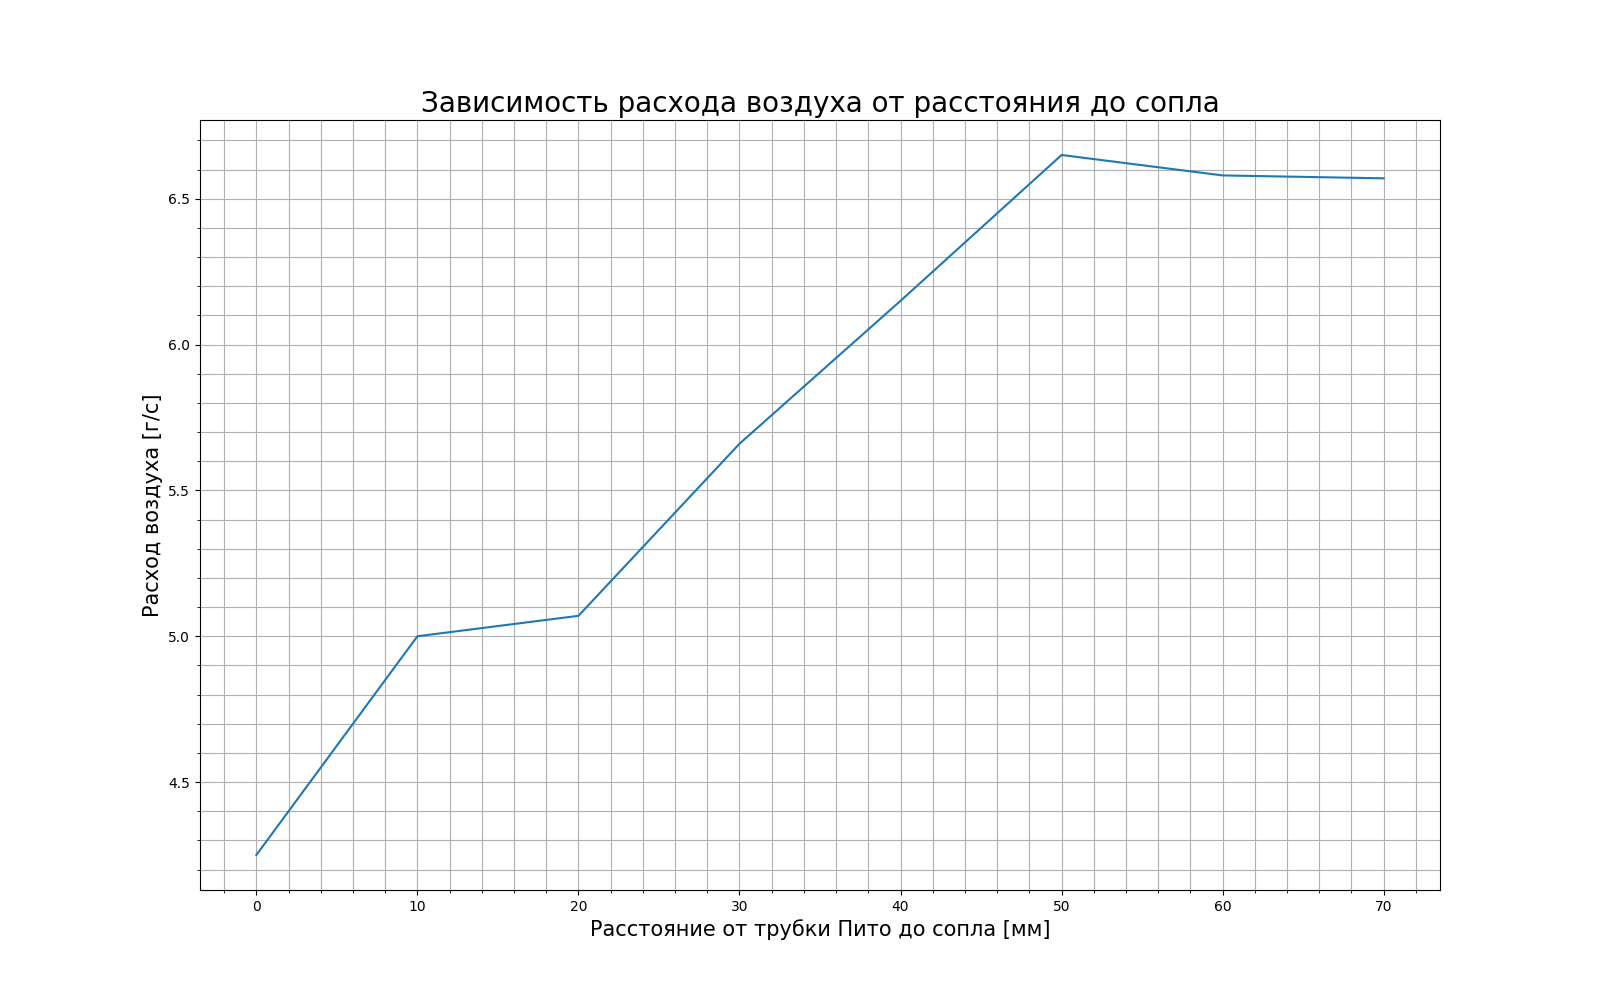 Зависимость расхода воздуха от расстояния до сопла
Расход воздуха [г/с]
6.5
6.0
5.5
5.0
4.5
0 10 20 30 40 50 60 70
Расстояние от трубки Пито до сопла [мм]